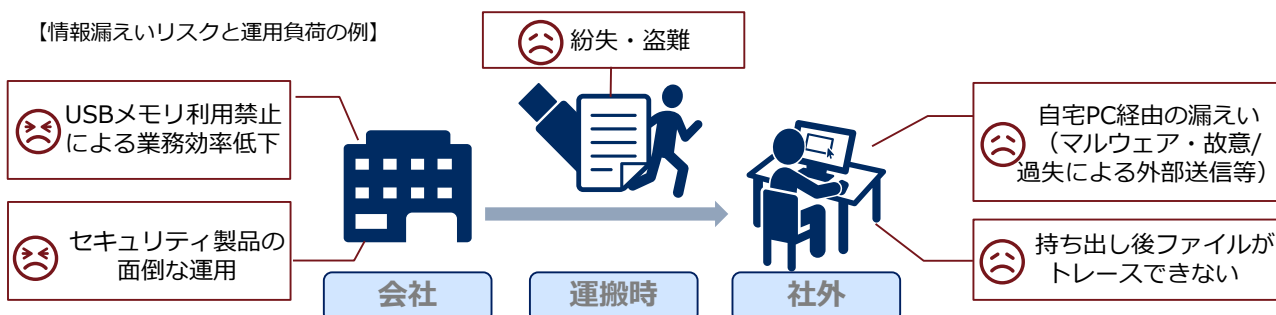 【情報漏えいリスクと運用負荷の例】
紛失・盗難
USBメモリ利用禁止
による業務効率低下
自宅PC経由の漏えい
（マルウェア・故意/
過失による外部送信等）
セキュリティ製品の
面倒な運用
持ち出し後ファイルが
トレースできない
会社
運搬時
社外